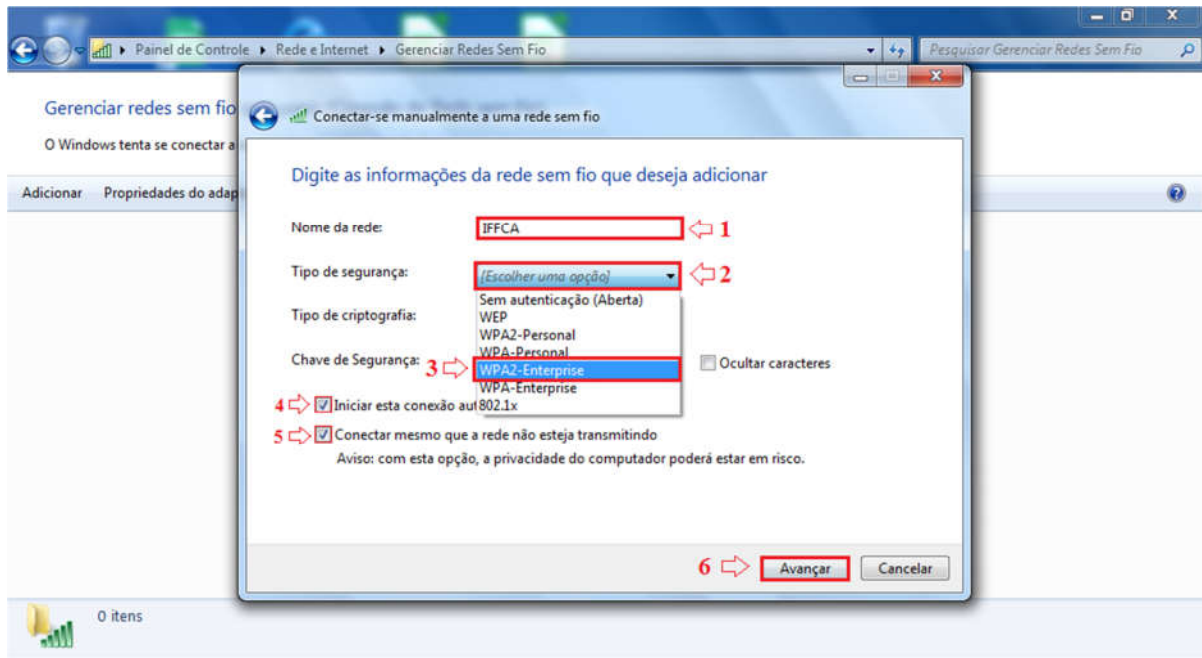 Painel de Controle Rede e Internet Gerenciar Redes Sem Fio
Pesquisar Gerenciar Redes Sem Fio
Gerenciar redes sem fio
O Windows tenta se conectar a
Adicionar Propriedades do adap
Conectar-se manualmente a uma rede sem fio
Digite as informações da rede sem fio que deseja adicionar
Nome da rede: IFFCA 1
Tipo de segurança: [Escolher uma opção] 2
Sem autenticação (Aberta)
Tipo de criptografia: WEP
WPA2-Personal
WPA-Personal
Chave de Segurança: 3 WPA2-Enterprise Ocultar caracteres
WPA-Enterprise
4 Iniciar esta conexão aut 802.1x
5 Conectar mesmo que a rede não esteja transmitindo
Aviso: com esta opção, a privacidade do computador poderá estar em risco.
6 Avançar Cancelar
0 itens